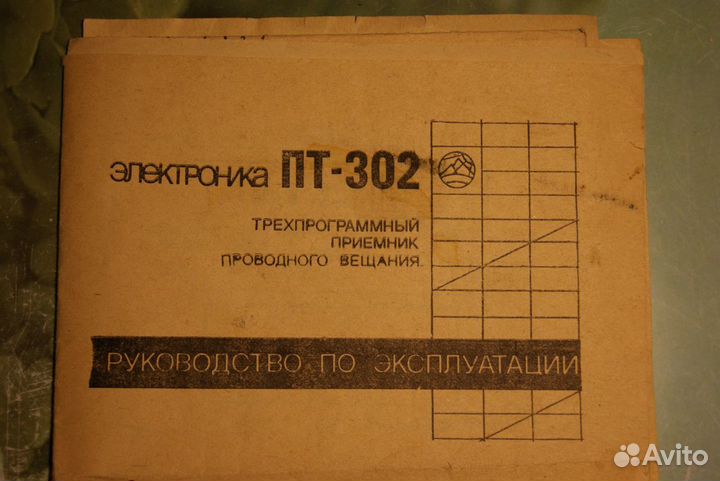 электроника ПТ-302
ТРЕХПРОГРАММНЫЙ
ПРИЕМНИК
ПРОВОДНОГО ВЕЩАНИЯ
РУКОВОДСТВО ПО ЭКСПЛУАТАЦИИ
Avito